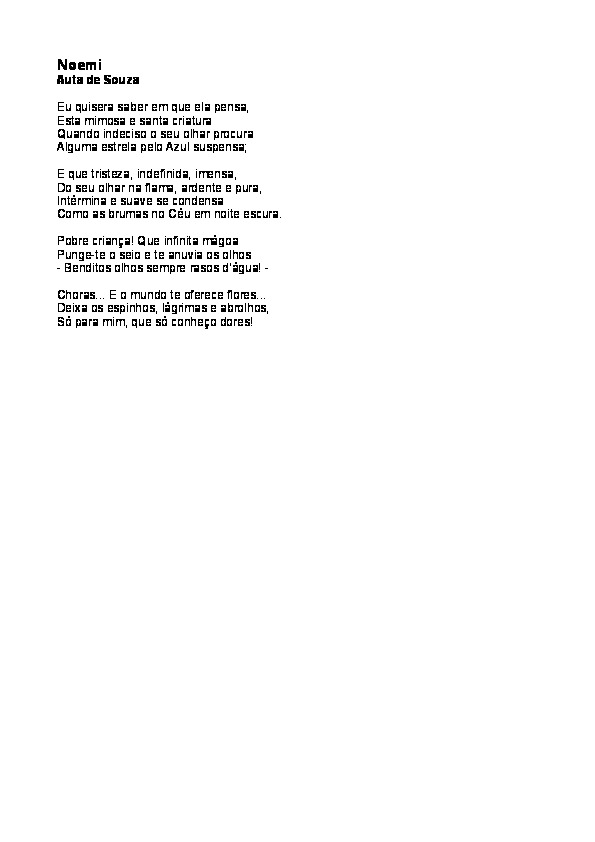 Noemi
Auta de Souza
Eu quisera saber em que ela pensa,
Esta mimosa e santa criatura
Quando indeciso o seu olhar procura
Alguma estrela pelo Azul suspensa;
E que tristeza, indefinida, imensa,
Do seu olhar na flama, ardente e pura,
Intérmina e suave se condensa
Como as brumas no Céu em noite escura.
Pobre criança! Que infinita mágoa
Punge-te o seio e te anuvia os olhos
- Benditos olhos sempre rasos d'água! -
Choras... E o mundo te oferece flores...
Deixa os espinhos, lágrimas e abrolhos,
Só para mim, que só conheço dores!